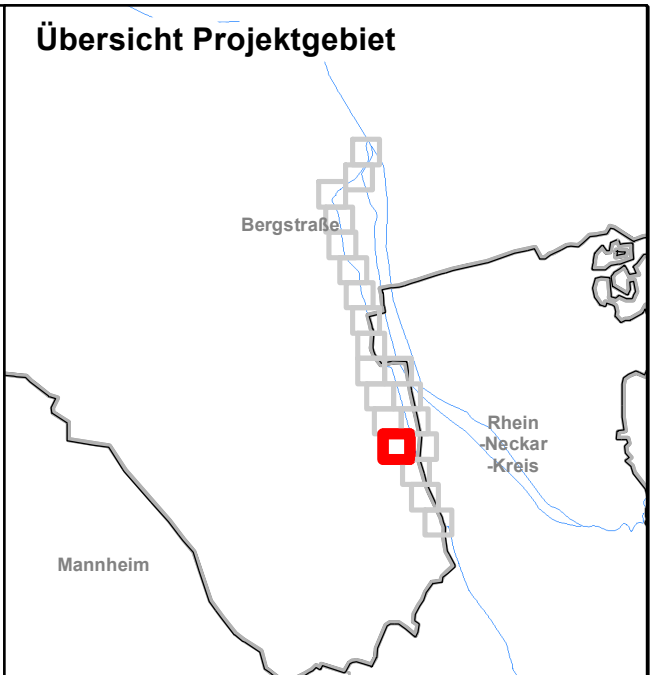 Übersicht Projektgebiet
Bergstraße
Rhein
-Neckar
-Kreis
Mannheim